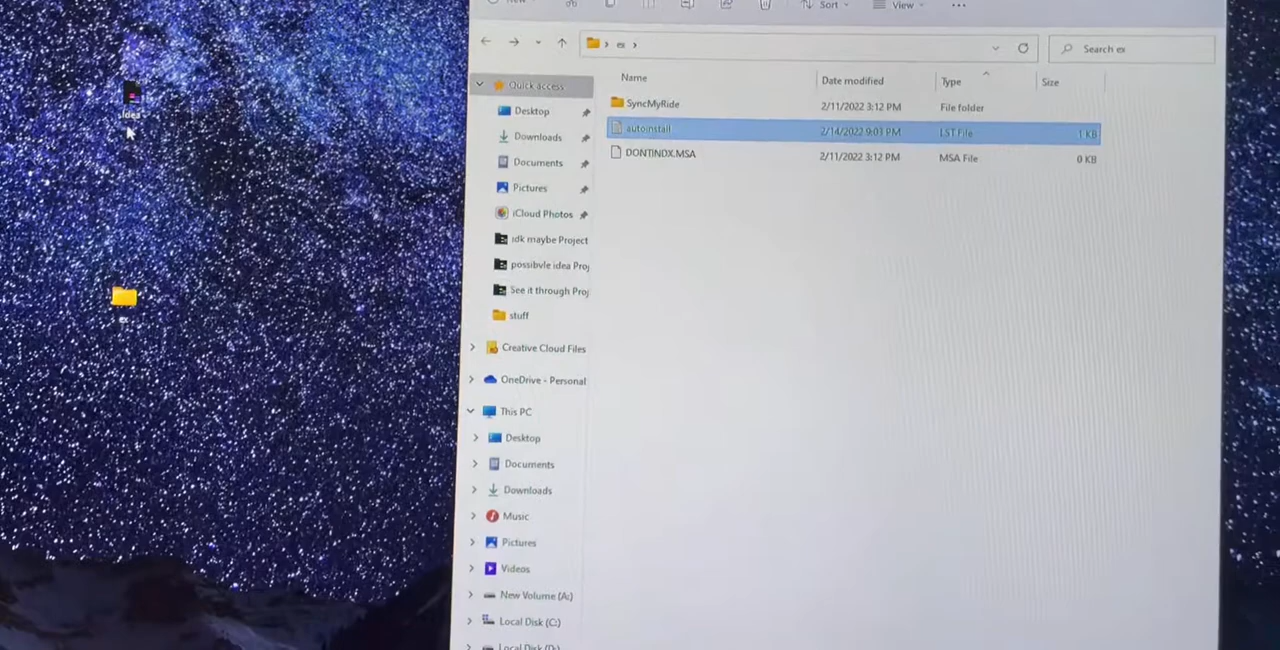 New
Sort
View
es
Search es
Name
Date modified
Type
Size
Quick access
SyncMyRide
2/11/2022 3:12 PM
File folder
Desktop
autoinstall
2/14/2022 9:03 PM
LST File
1 KB
Downloads
DONTINDX.MSA
2/11/2022 3:12 PM
MSA File
0 KB
Documents
Pictures
iCloud Photos
idk maybe Project
possibvle idea Proj
See it through Proj
stuff
Creative Cloud Files
OneDrive - Personal
This PC
Desktop
Documents
Downloads
Music
Pictures
Videos
New Volume (A:)
Local Disk (C:)
Local Disk (D:)